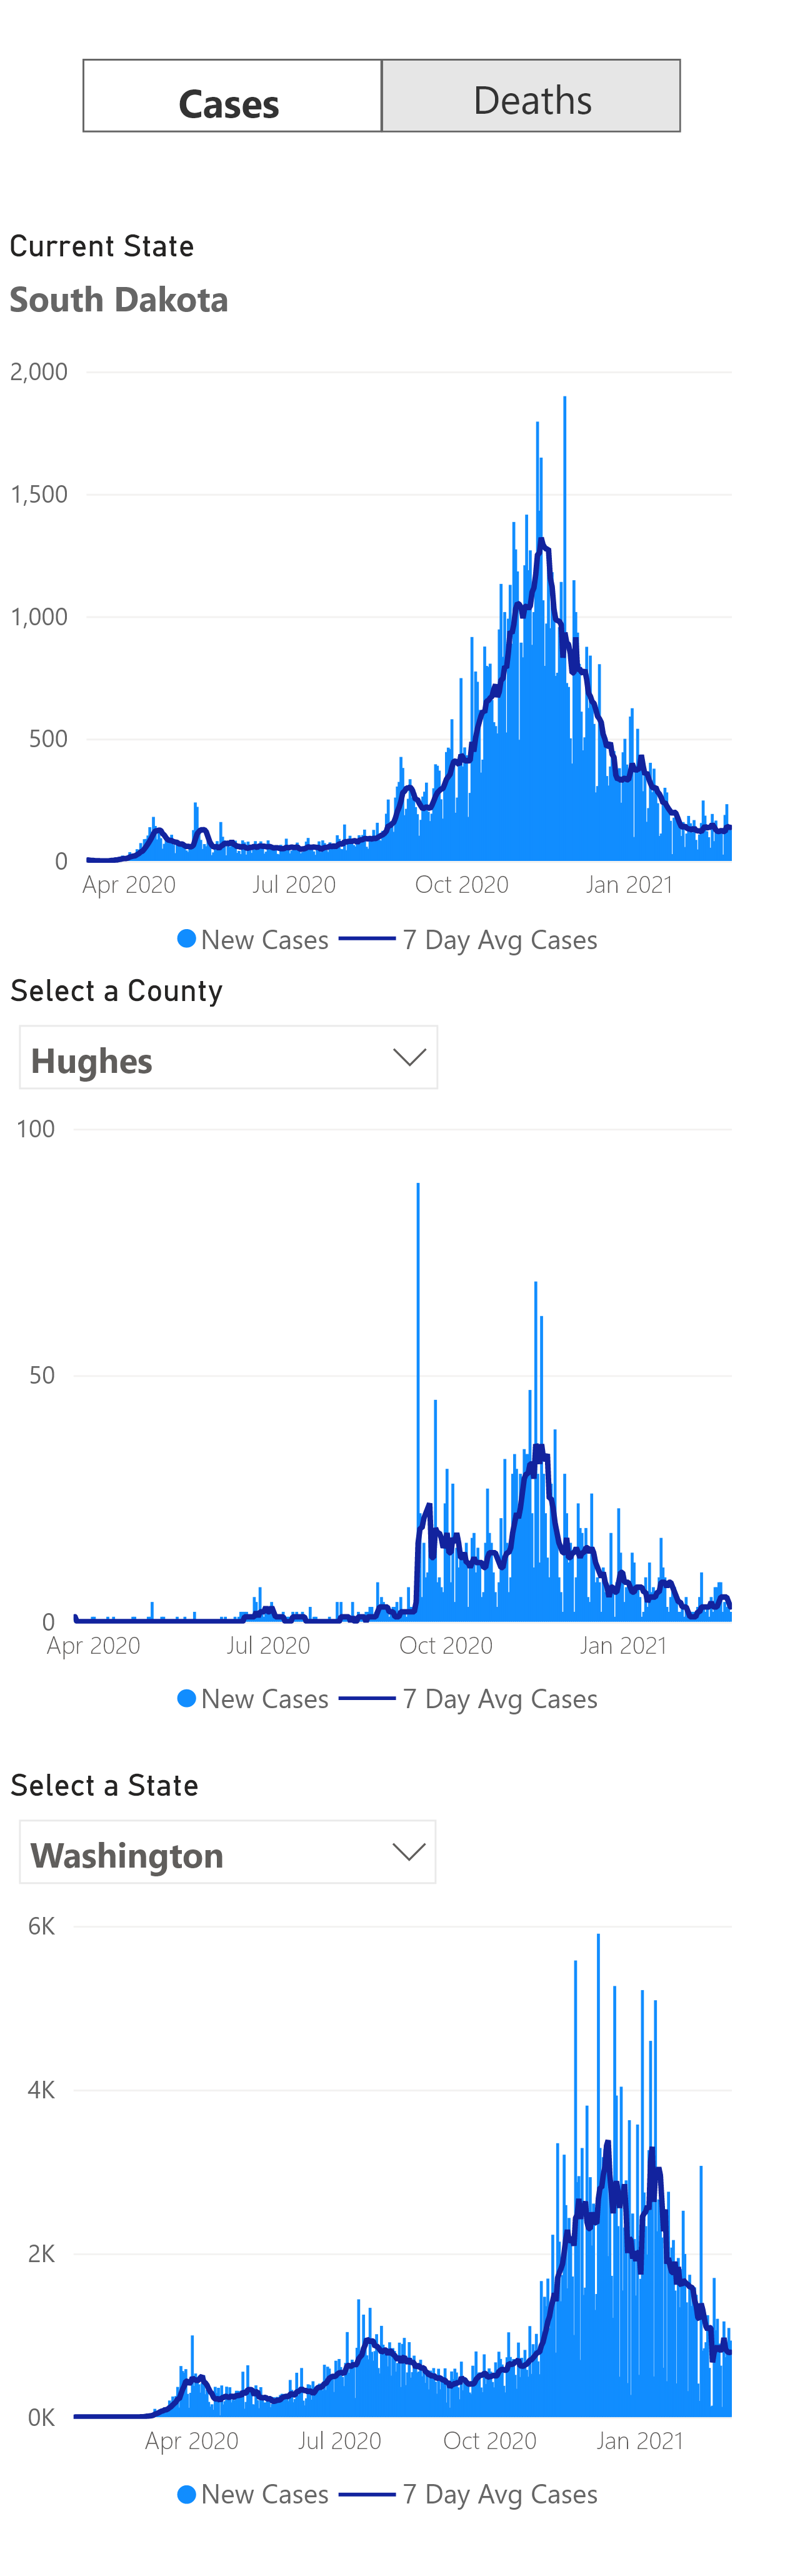 Cases Deaths
Current State
South Dakota
2,000
1,500
1,000
500
0
Apr 2020 Jul 2020 Oct 2020 Jan 2021
New Cases 7 Day Avg Cases
Select a County
Hughes
100
50
0
Apr 2020 Jul 2020 Oct 2020 Jan 2021
New Cases 7 Day Avg Cases
Select a State
Washington
6K
4K
2K
0K
Apr 2020 Jul 2020 Oct 2020 Jan 2021
New Cases 7 Day Avg Cases